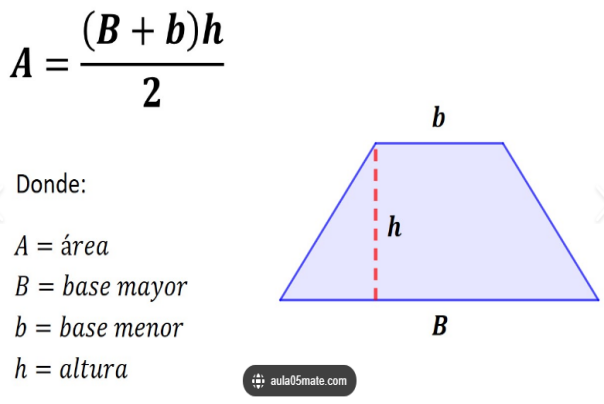 A = (B + b)h / 2
Donde:
A = área
B = base mayor
b = base menor
h = altura
b
h
B
aula05mate.com